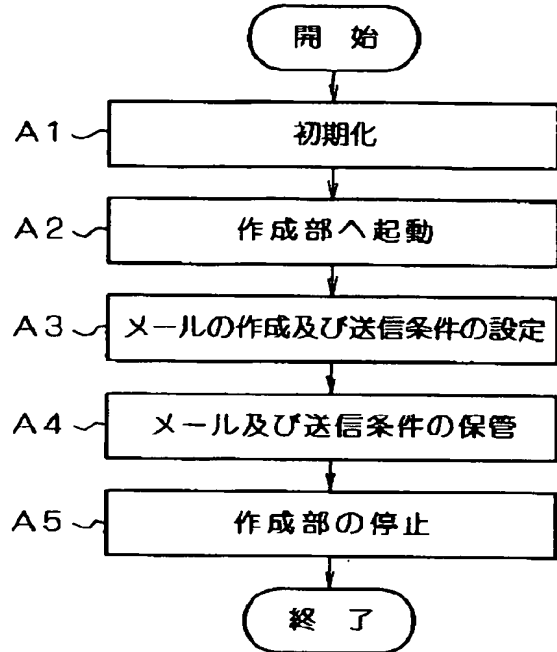 開始
A1 初期化
A2 作成部へ起動
A3 メールの作成及び送信条件の設定
A4 メール及び送信条件の保管
A5 作成部の停止
終了